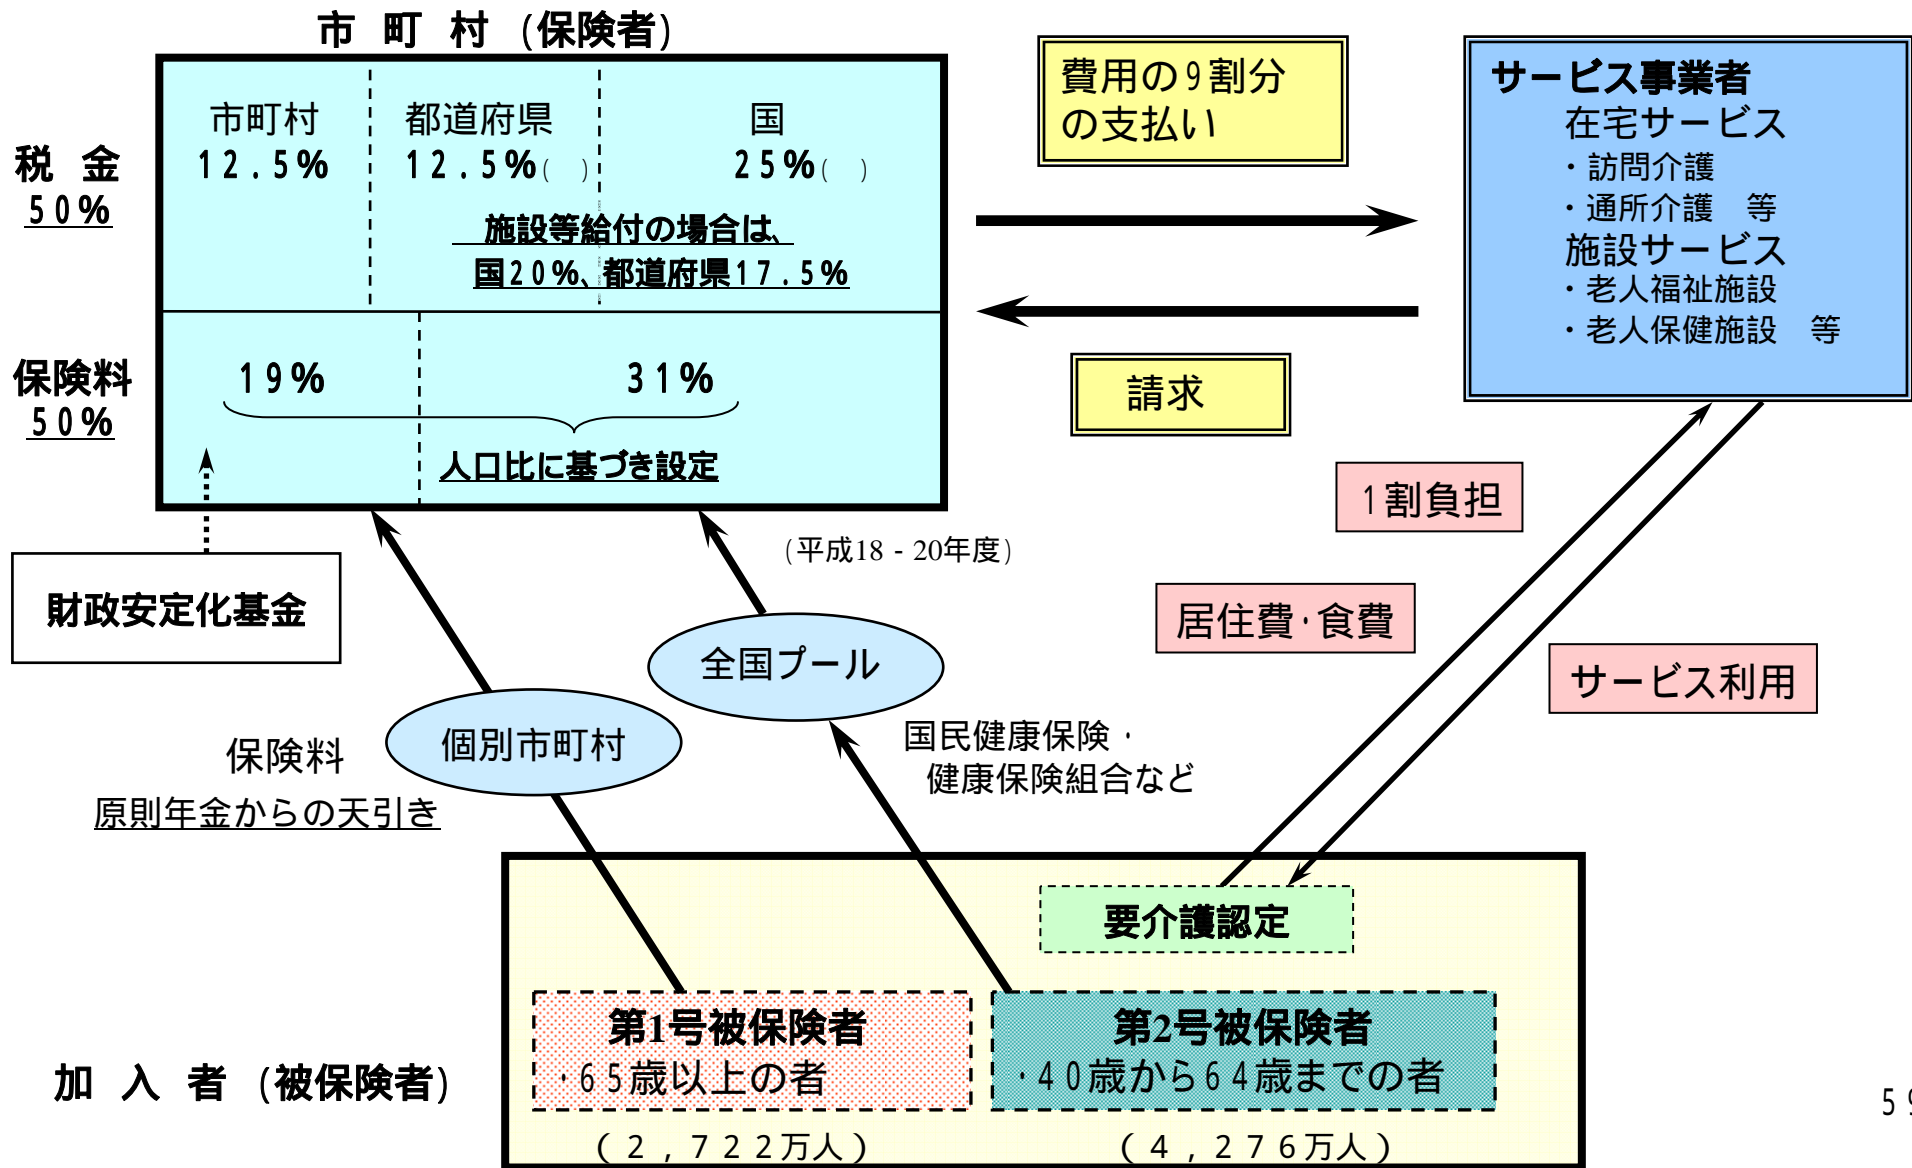 市 町 村 (保険者)
税 金
50%
市町村
12.5%
都道府県
12.5%( )
国
25%( )
施設等給付の場合は、
国20%、都道府県17.5%
保険料
50%
19%
31%
人口比に基づき設定
財政安定化基金
(平成18-20年度)
費用の9割分
の支払い
請求
サービス事業者
在宅サービス
・訪問介護
・通所介護 等
施設サービス
・老人福祉施設
・老人保健施設 等
1割負担
居住費・食費
サービス利用
全国プール
個別市町村
保険料
原則年金からの天引き
国民健康保険・
健康保険組合など
要介護認定
第1号被保険者
・65歳以上の者
(2,722万人)
第2号被保険者
・40歳から64歳までの者
(4,276万人)
加 入 者 (被保険者)